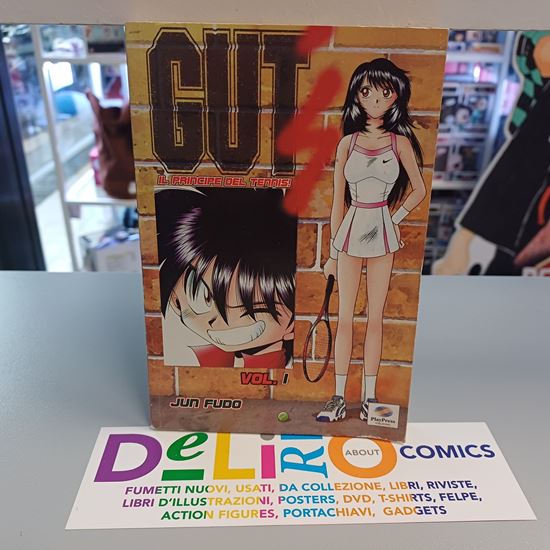 GUT
IL PRINCIPE DEL TENNIS!
VOL. 1
JUN FUDO
PlayPress
DeLiRiO ABOUT COMICS
FUMETTI NUOVI, USATI, DA COLLEZIONE, LIBRI, RIVISTE,
LIBRI D'ILLUSTRAZIONI, POSTERS, DVD, T-SHIRTS, FELPE,
ACTION FIGURES, PORTACHIAVI, GADGETS